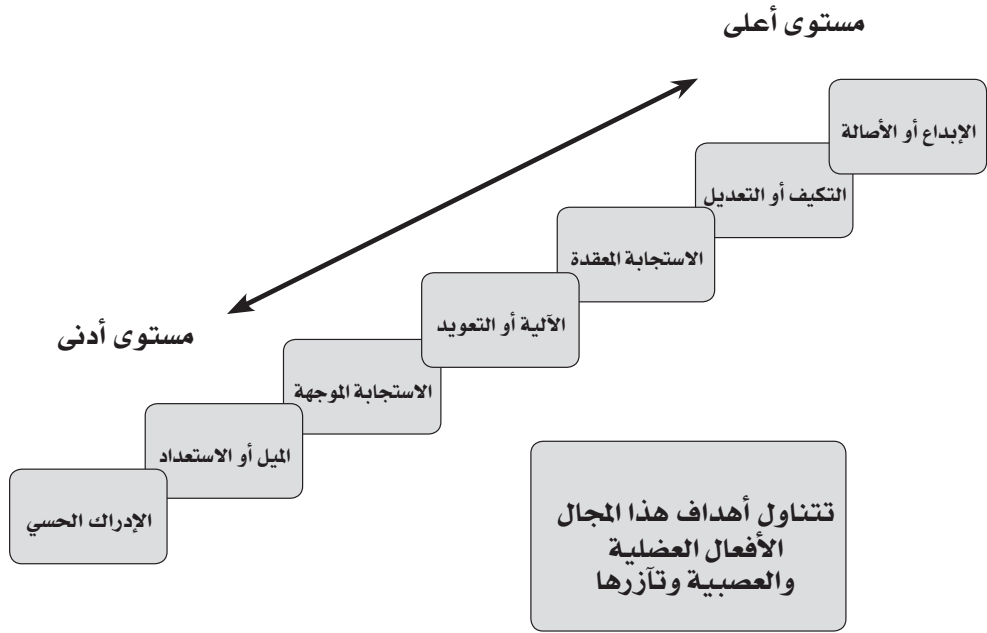 مستوى أعلى
الإبداع أو الأصالة
التكيف أو التعديل
الاستجابة المعقدة
الآلية أو التعويد
مستوى أدنى
الاستجابة الموجهة
الميل أو الاستعداد
الإدراك الحسي
تتناول أهداف هذا المجال
الأفعال العضلية
والعصبية وتآزرها